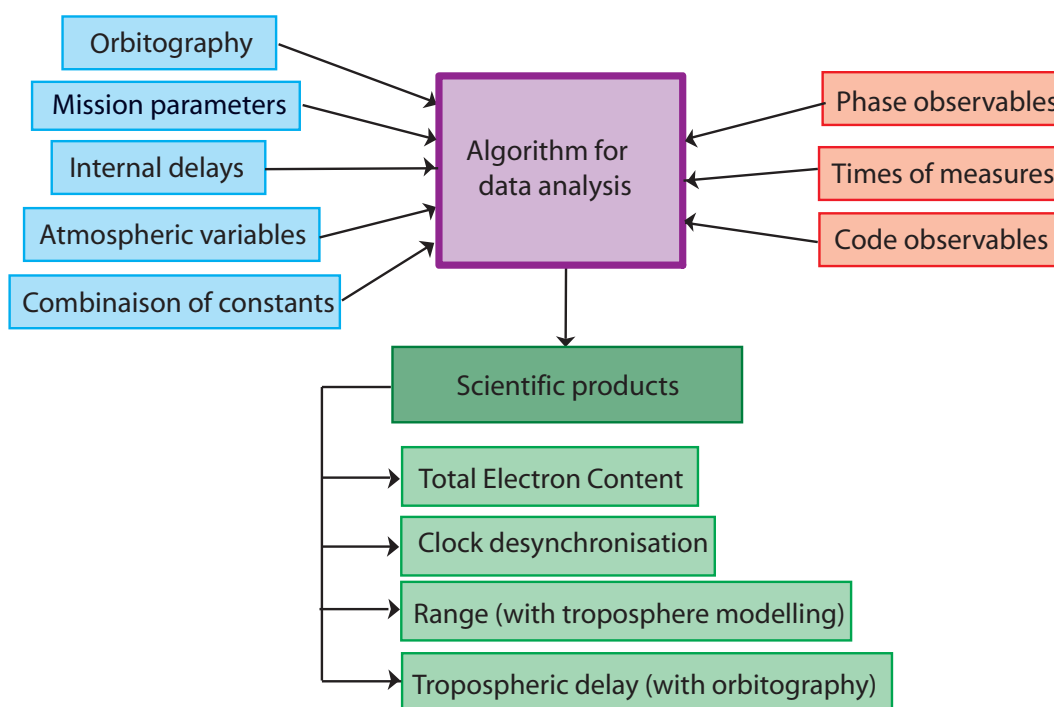 Orbitography
Mission parameters
Internal delays
Atmospheric variables
Combinaison of constants
Algorithm for
data analysis
Phase observables
Times of measures
Code observables
Scientific products
Total Electron Content
Clock desynchronisation
Range (with troposphere modelling)
Tropospheric delay (with orbitography)